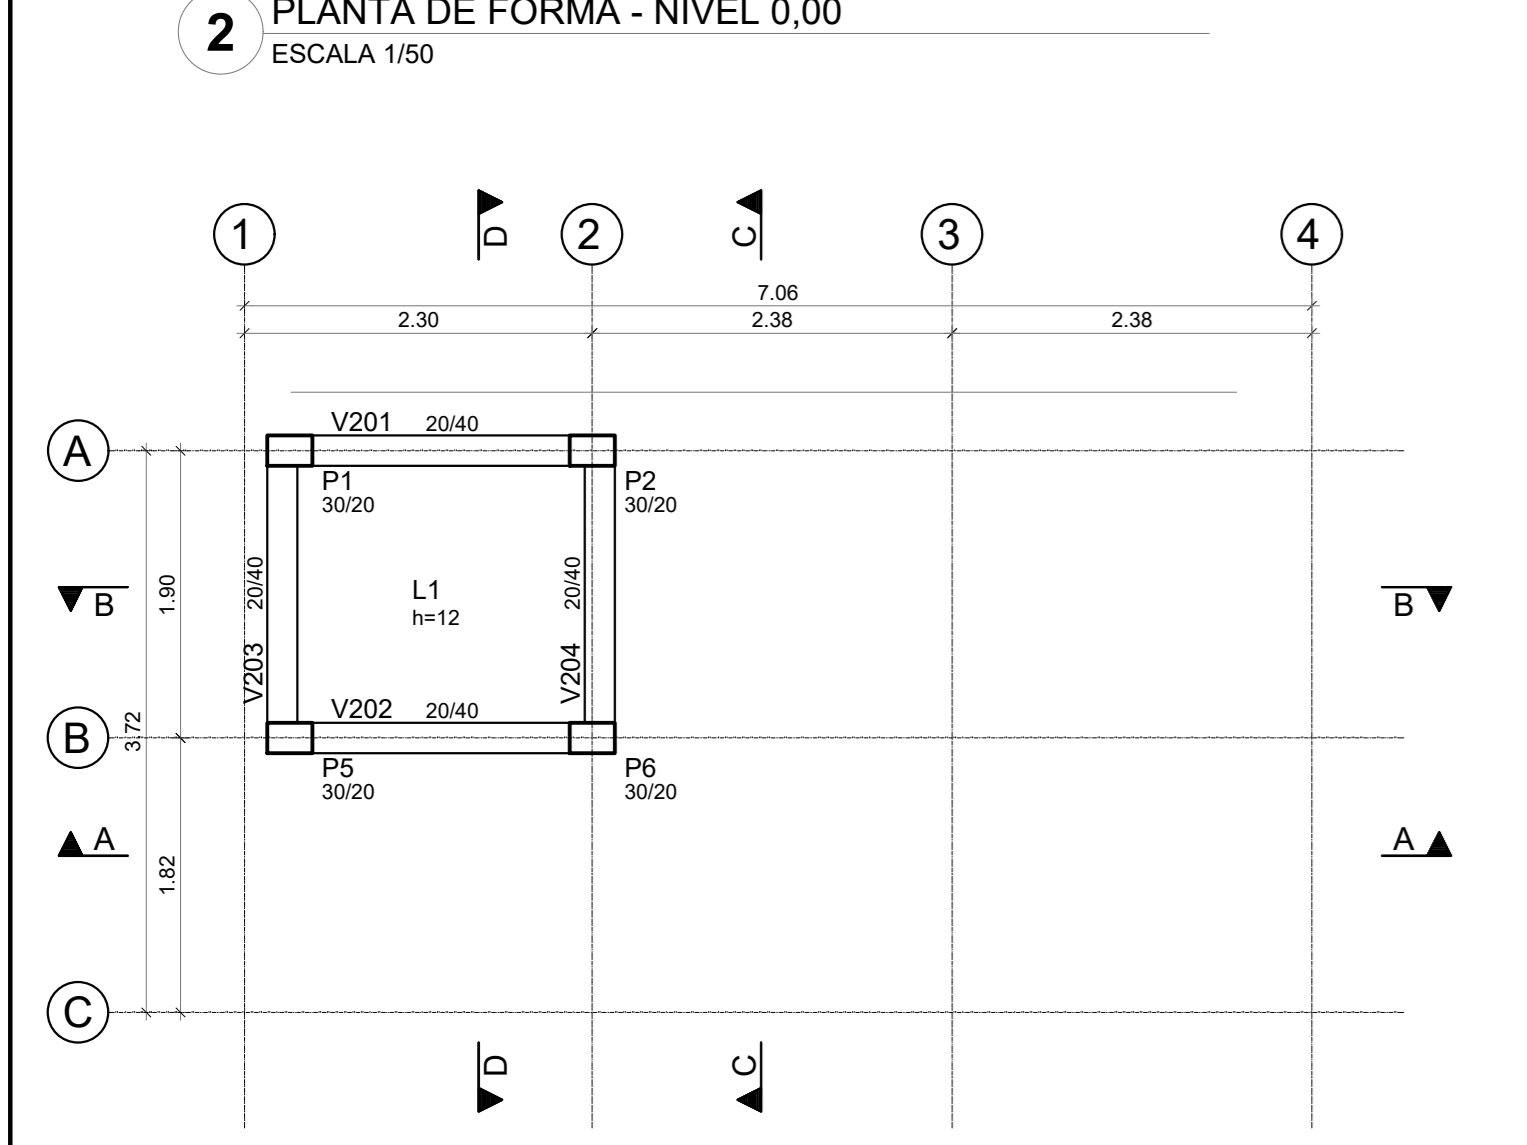 PLANTA DE FORMA - NÍVEL 0,00
2
ESCALA 1/50
D
C
1
2
3
4
7.06
2.30
2.38
2.38
A
V201 20/40
P1
30/20
P2
30/20
V203 20/40
V204 20/40
L1
h=12
1.90
B
B
V202 20/40
B
3.72
P5
30/20
P6
30/20
A
A
1.82
C
D
C